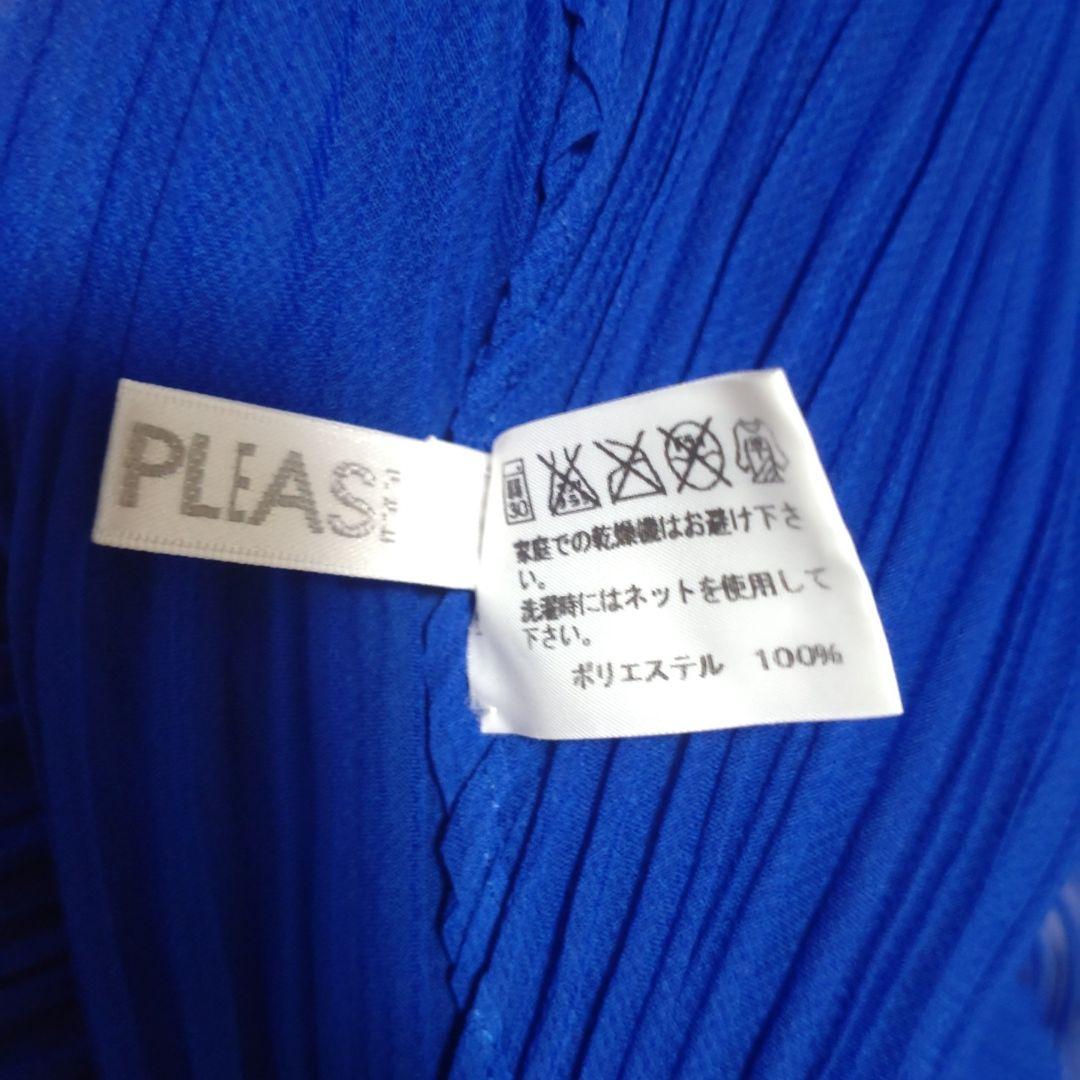 PLEAS
弱
30
家庭での乾燥機はお避け下さ
い。
洗濯時にはネットを使用して
下さい。
ポリエステル 100%